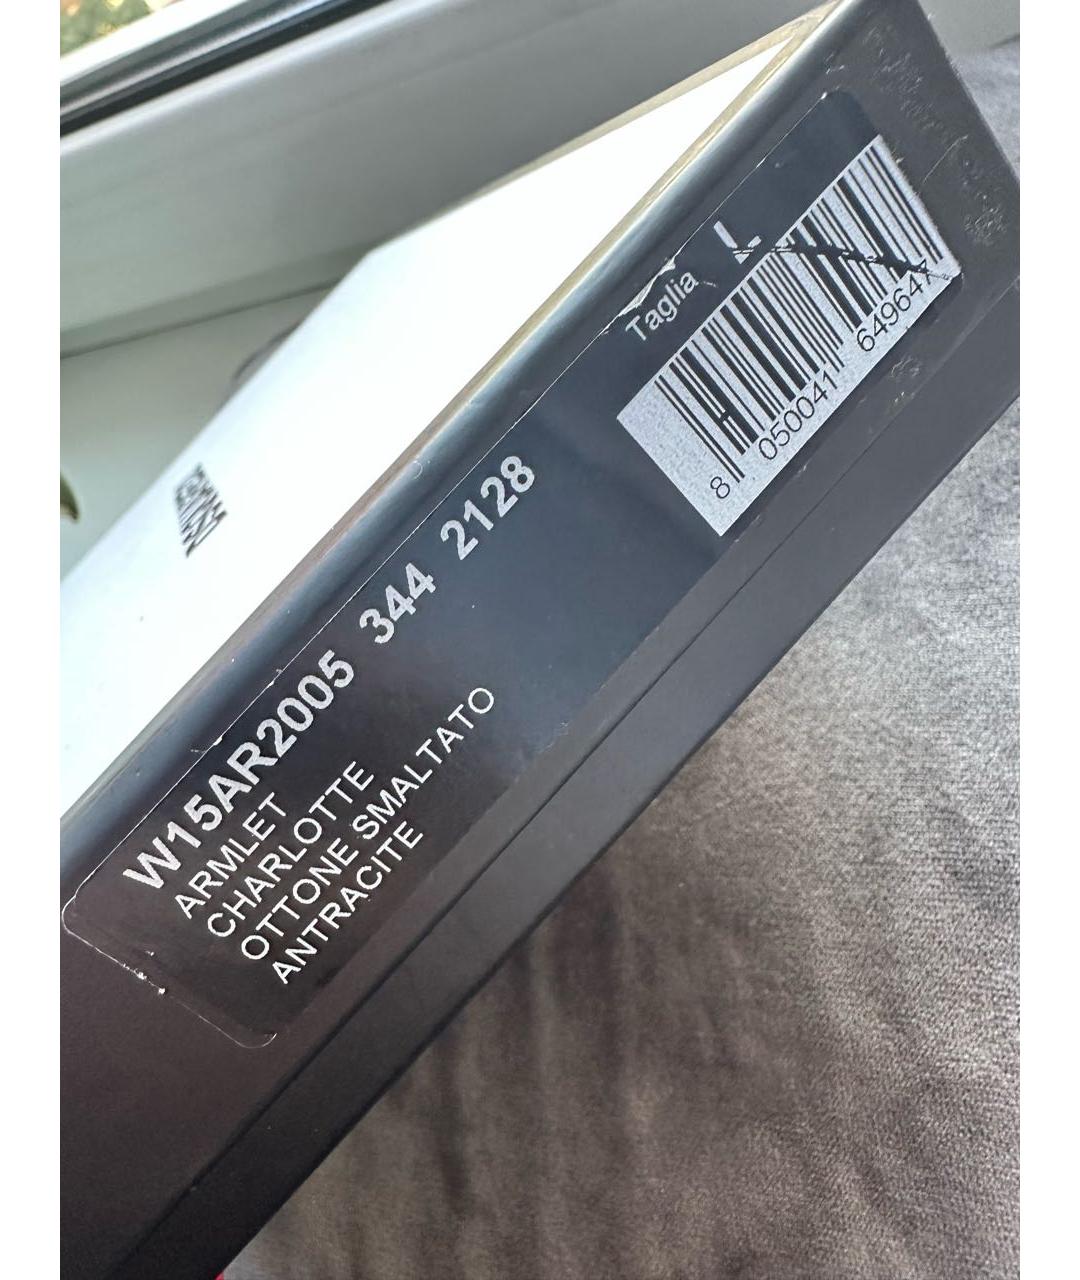 W15AR2005 344 2128
ARMLET
CHARLOTTE
OTTONE SMALTATO
ANTRACITE
Taglia L
8 050041 649647